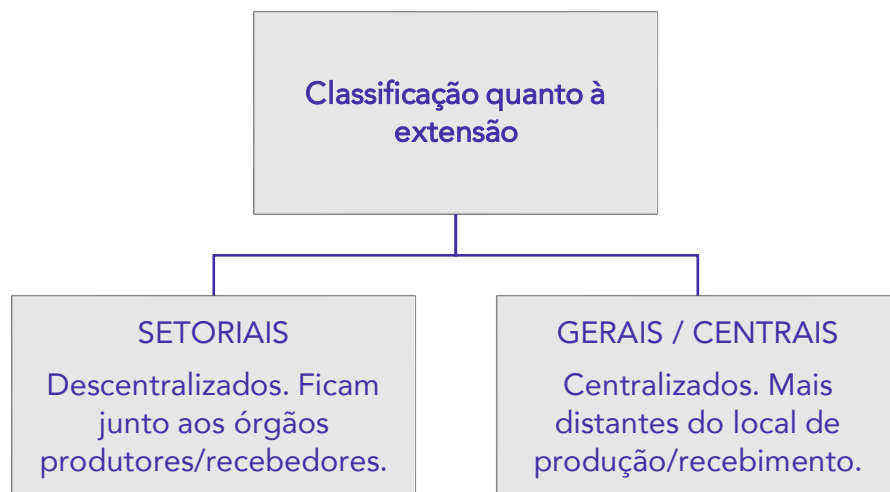 Classificação quanto à
extensão
SETORIAIS
Descentralizados. Ficam
junto aos órgãos
produtores/recebedores.
GERAIS / CENTRAIS
Centralizados. Mais
distantes do local de
produção/recebimento.